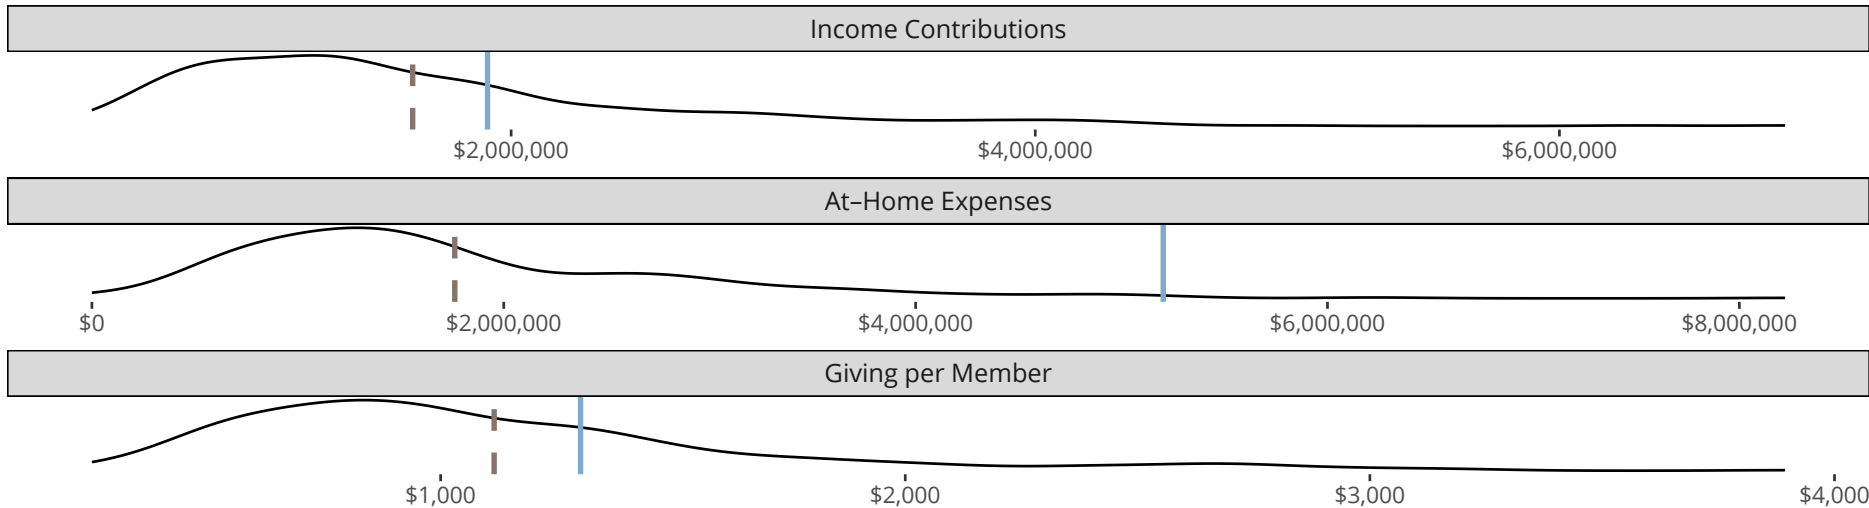 Income Contributions
$2,000,000 $4,000,000 $6,000,000
At–Home Expenses
$0 $2,000,000 $4,000,000 $6,000,000 $8,000,000
Giving per Member
$1,000 $2,000 $3,000 $4,000